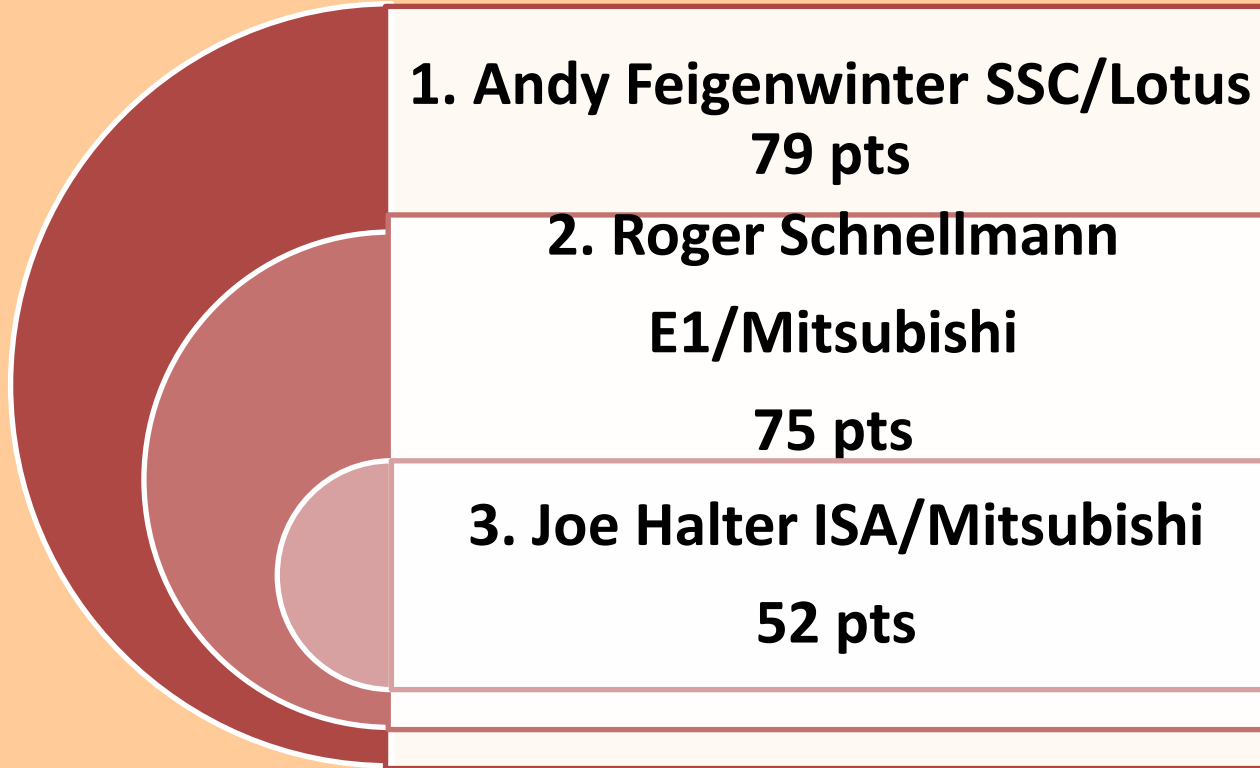 1. Andy Feigenwinter SSC/Lotus
79 pts
2. Roger Schnellmann
E1/Mitsubishi
75 pts
3. Joe Halter ISA/Mitsubishi
52 pts